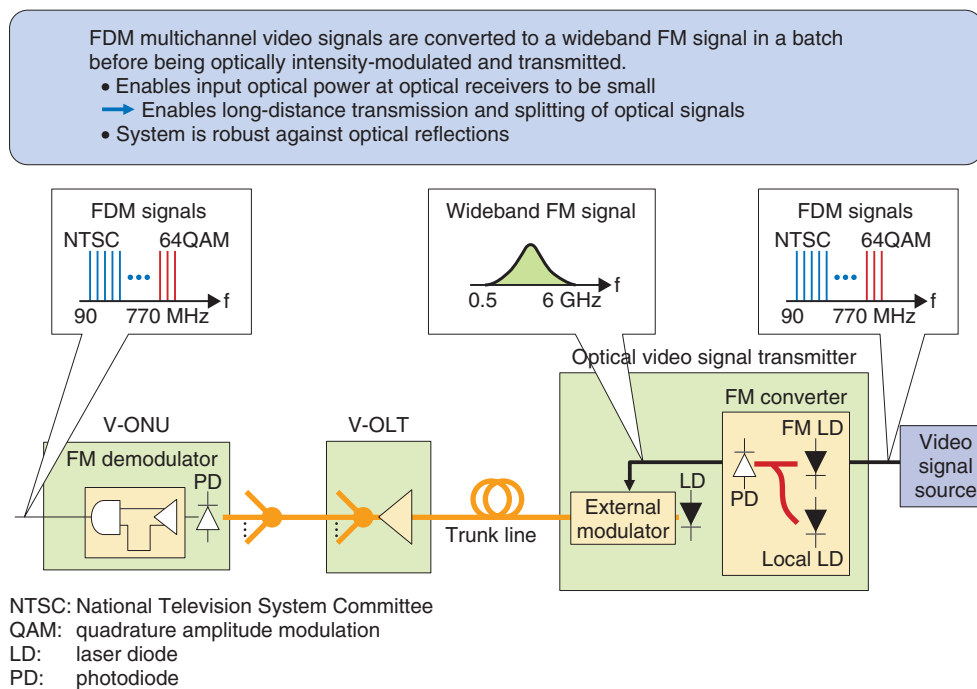 FDM multichannel video signals are converted to a wideband FM signal in a batch
before being optically intensity-modulated and transmitted.
• Enables input optical power at optical receivers to be small
Enables long-distance transmission and splitting of optical signals
• System is robust against optical reflections
FDM signals
NTSC 64QAM
f
90 770 MHz
Wideband FM signal
f
0.5 6 GHz
FDM signals
NTSC 64QAM
f
90 770 MHz
Optical video signal transmitter
V-ONU
FM demodulator
PD
V-OLT
Trunk line
External
modulator
LD
FM converter
FM LD
PD
Local LD
Video
signal
source
NTSC: National Television System Committee
QAM: quadrature amplitude modulation
LD: laser diode
PD: photodiode